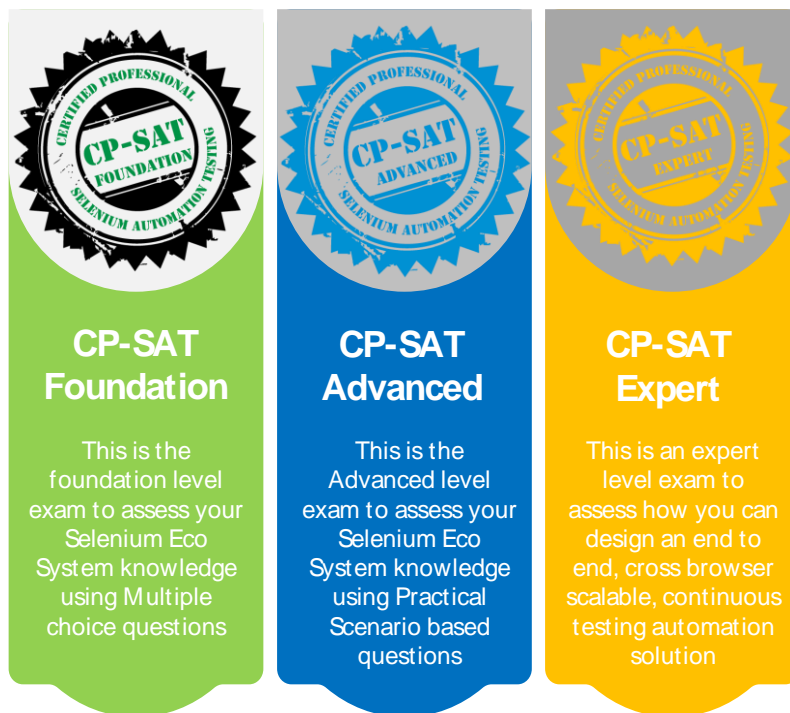 CERTIFIED PROFESSIONAL
CP-SAT
FOUNDATION
SELENIUM AUTOMATION TESTING
CP-SAT
Foundation
This is the
foundation level
exam to assess your
Selenium Eco
System knowledge
using Multiple
choice questions
CERTIFIED PROFESSIONAL
CP-SAT
ADVANCED
SELENIUM AUTOMATION TESTING
CP-SAT
Advanced
This is the
Advanced level
exam to assess your
Selenium Eco
System knowledge
using Practical
Scenario based
questions
CERTIFIED PROFESSIONAL
CP-SAT
EXPERT
SELENIUM AUTOMATION TESTING
CP-SAT
Expert
This is an expert
level exam to
assess how you can
design an end to
end, cross browser
scalable, continuous
testing automation
solution